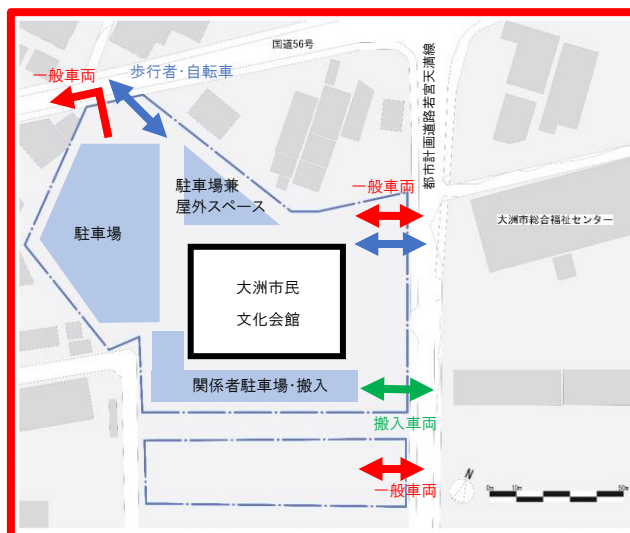 国道56号
一般車両
歩行者・自転車
都市計画道路若宮天満線
駐車場兼
屋外スペース
一般車両
駐車場
大洲市総合福祉センター
大洲市民
文化会館
関係者駐車場・搬入
搬入車両
一般車両
N
0m 10m 50m